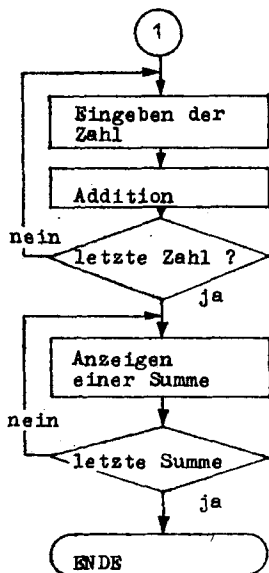 1
Eingeben der
Zahl
Addition
nein
letzte Zahl ?
ja
Anzeigen
einer Summe
nein
letzte Summe
ja
ENDE